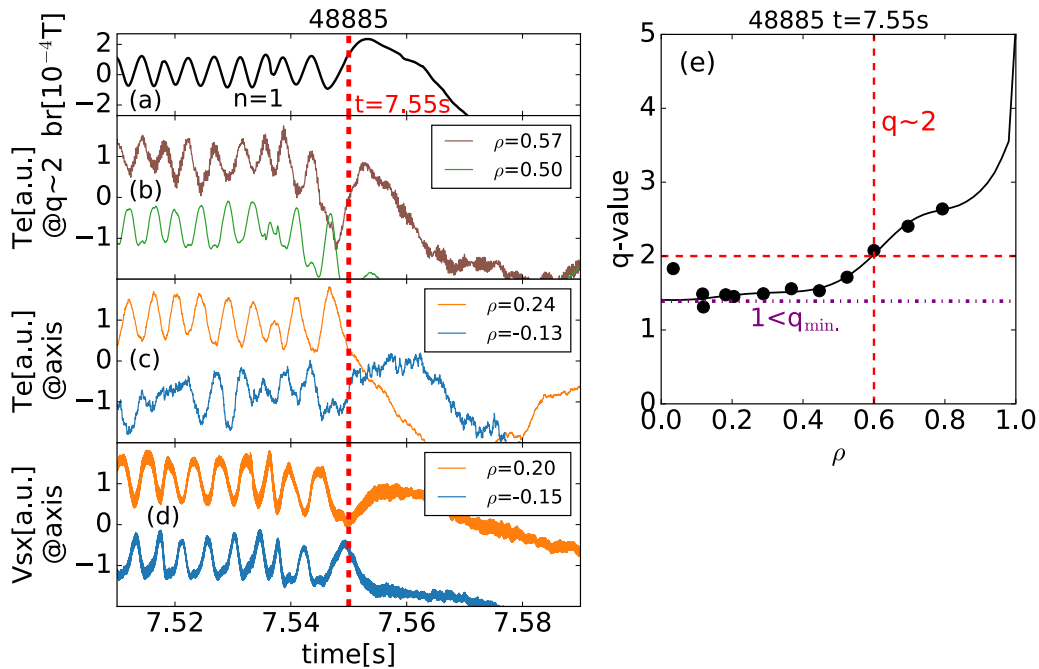 48885
br[10⁻⁴T]
2
0
−2
(a)
n=1
t=7.55s
Te[a.u.]
@q~2
1
0
−1
(b)
ρ=0.57
ρ=0.50
Te[a.u.]
@axis
1
0
−1
(c)
ρ=0.24
ρ=-0.13
Vsx[a.u.]
@axis
1
0
−1
(d)
ρ=0.20
ρ=-0.15
7.52 7.54 7.56 7.58
time[s]
48885 t=7.55s
(e)
q-value
5
4
3
2
1
0
q~2
1<qmin.
0.0 0.2 0.4 0.6 0.8 1.0
ρ